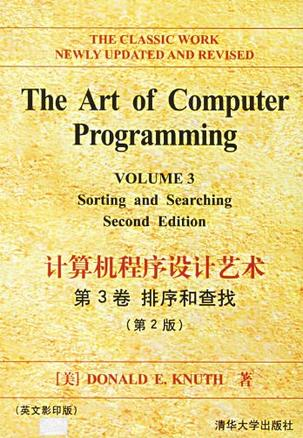 THE CLASSIC WORK
NEWLY UPDATED AND REVISED
The Art of Computer
Programming
VOLUME 3
Sorting and Searching
Second Edition
计算机程序设计艺术
第3卷 排序和查找
(第2版)
[美] DONALD E. KNUTH 著
(英文影印版)
清华大学出版社